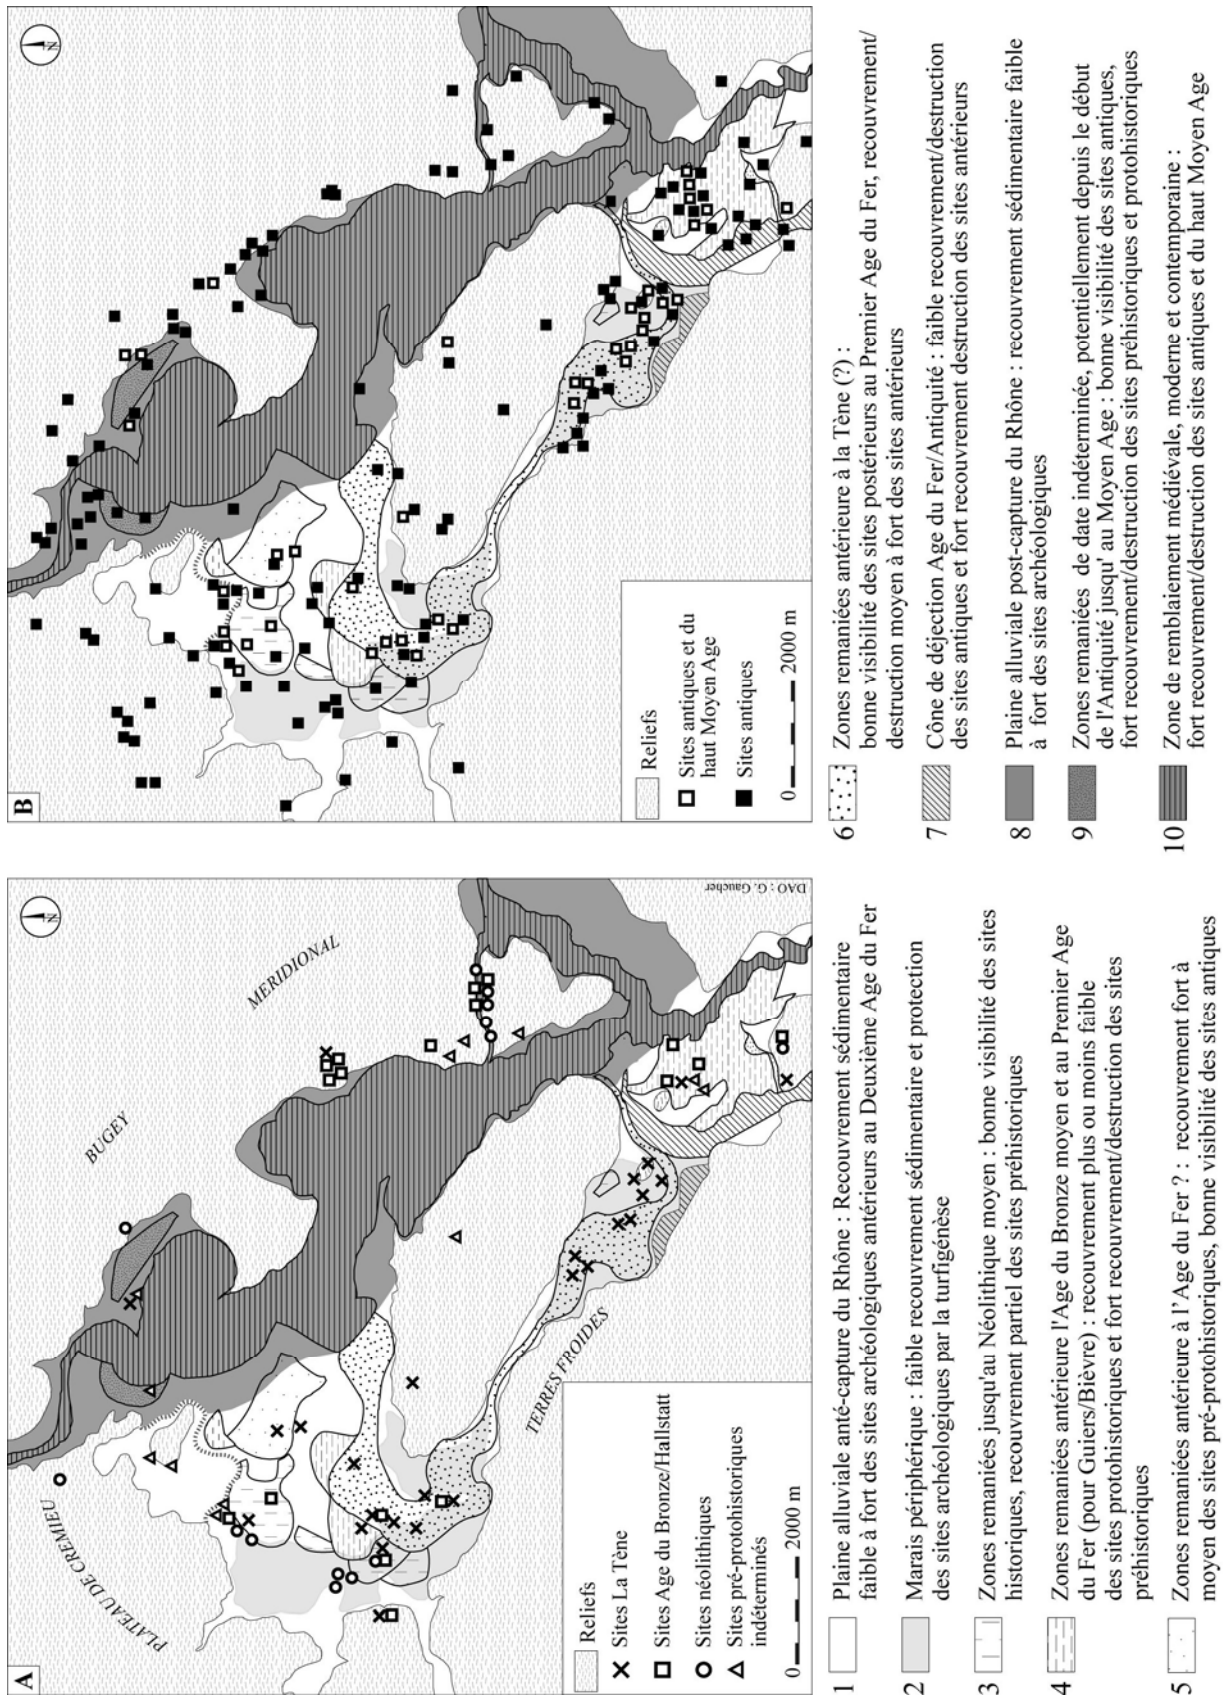 A
N
PLATEAU DE CREMIEU
BUGEY
MERIDIONAL
TERRES FROIDES
Reliefs
Sites La Tène
Sites Age du Bronze/Hallstatt
Sites néolithiques
Sites pré-protohistoriques
indéterminés
0 2000 m
DAO : G. Gaucher
B
N
Reliefs
Sites antiques et du
haut Moyen Age
Sites antiques
0 2000 m
1 Plaine alluviale anté-capture du Rhône : Recouvrement sédimentaire
faible à fort des sites archéologiques antérieurs au Deuxième Age du Fer
2 Marais périphérique : faible recouvrement sédimentaire et protection
des sites archéologiques par la turfigénèse
3 Zones remaniées jusqu'au Néolithique moyen : bonne visibilité des sites
historiques, recouvrement partiel des sites préhistoriques
4 Zones remaniées antérieure l'Age du Bronze moyen et au Premier Age
du Fer (pour Guiers/Bièvre) : recouvrement plus ou moins faible
des sites protohistoriques et fort recouvrement/destruction des sites
préhistoriques
5 Zones remaniées antérieure à l'Age du Fer ? : recouvrement fort à
moyen des sites pré-protohistoriques, bonne visibilité des sites antiques
6 Zones remaniées antérieure à la Tène (?) :
bonne visibilité des sites postérieurs au Premier Age du Fer, recouvrement/
destruction moyen à fort des sites antérieurs
7 Cône de déjection Age du Fer/Antiquité : faible recouvrement/destruction
des sites antiques et fort recouvrement destruction des sites antérieurs
8 Plaine alluviale post-capture du Rhône : recouvrement sédimentaire faible
à fort des sites archéologiques
9 Zones remaniées de date indéterminée, potentiellement depuis le début
de l'Antiquité jusqu' au Moyen Age : bonne visibilité des sites antiques,
fort recouvrement/destruction des sites préhistoriques et protohistoriques
10 Zone de remblaiement médiévale, moderne et contemporaine :
fort recouvrement/destruction des sites antiques et du haut Moyen Age